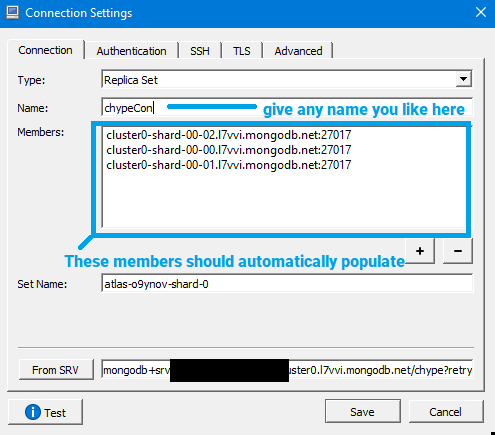 Connection Settings
Connection Authentication SSH TLS Advanced
Type: Replica Set
Name: chypeCon give any name you like here
Members:
cluster0-shard-00-02.l7vvi.mongodb.net:27017
cluster0-shard-00-00.l7vvi.mongodb.net:27017
cluster0-shard-00-01.l7vvi.mongodb.net:27017
+ −
These members should automatically populate
Set Name: atlas-o9ynov-shard-0
From SRV mongodb+srv uster0.l7vvi.mongodb.net/chype?retry
Test Save Cancel